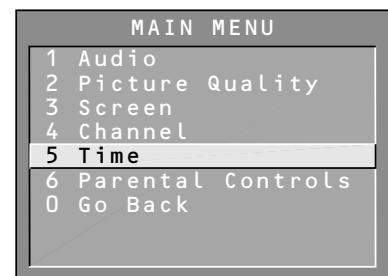 MAIN MENU
1 Audio
2 Picture Quality
3 Screen
4 Channel
5 Time
6 Parental Controls
0 Go Back